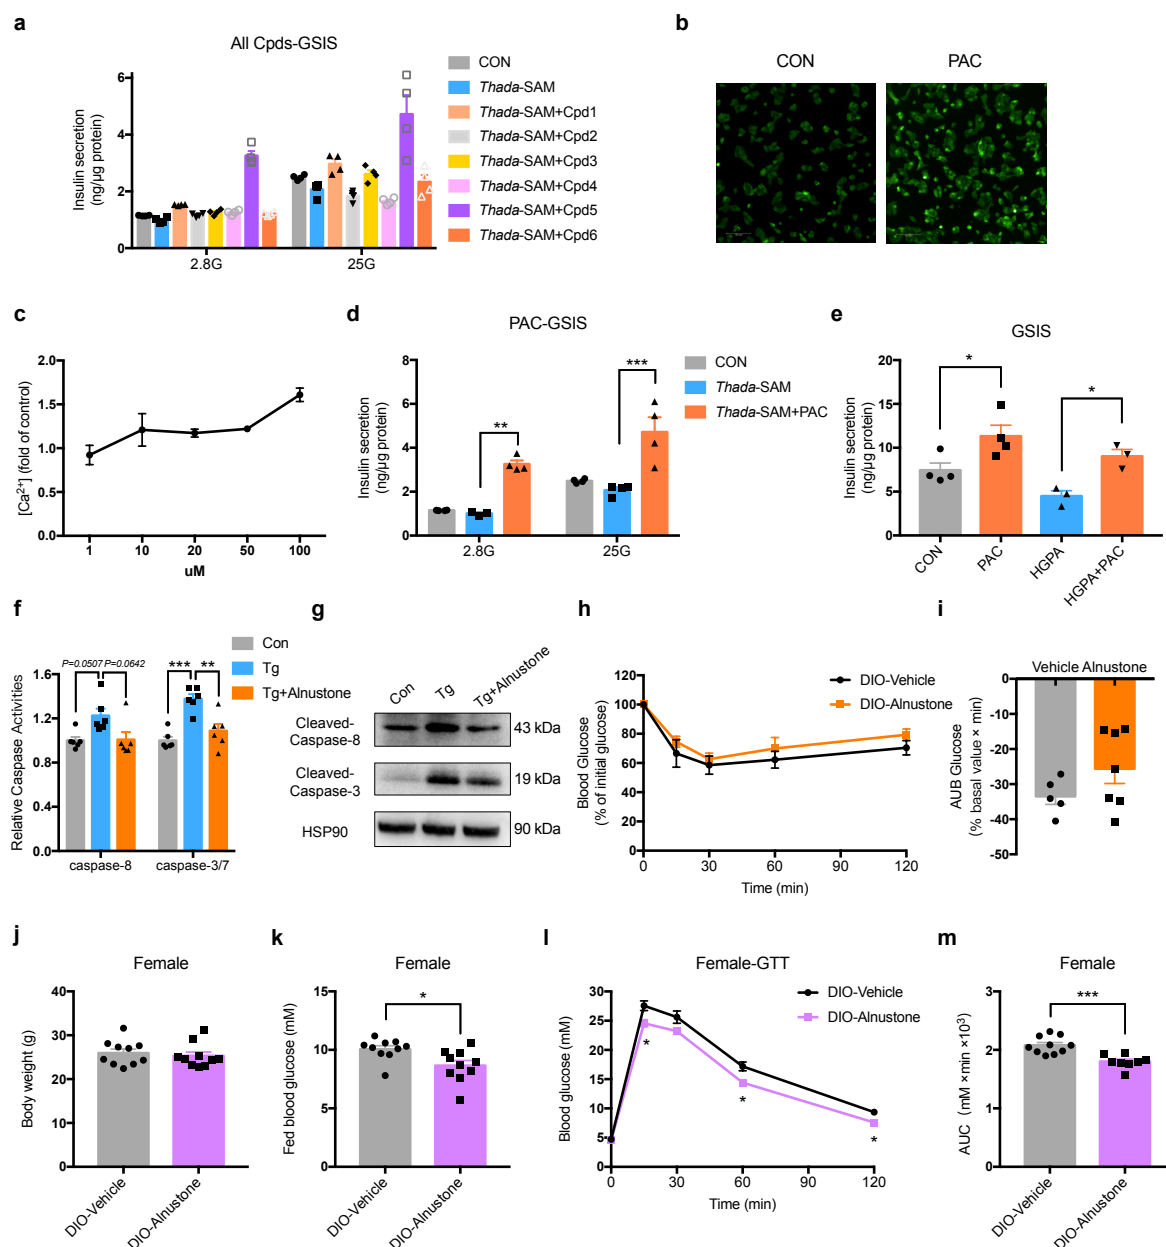 a
All Cpds-GSIS
Insulin secretion
(ng/µg protein)
6
4
2
0
2.8G
25G
CON
Thada-SAM
Thada-SAM+Cpd1
Thada-SAM+Cpd2
Thada-SAM+Cpd3
Thada-SAM+Cpd4
Thada-SAM+Cpd5
Thada-SAM+Cpd6
b
CON
PAC
c
[Ca²⁺] (fold of control)
2.0
1.5
1.0
0.5
0.0
1
10
20
50
100
uM
d
PAC-GSIS
Insulin secretion
(ng/µg protein)
8
6
4
2
0
**
***
2.8G
25G
CON
Thada-SAM
Thada-SAM+PAC
e
GSIS
Insulin secretion
(ng/µg protein)
20
15
10
5
0
*
*
CON
PAC
HGPA
HGPA+PAC
f
Con
Tg
Tg+Alnustone
Relative Caspase Activities
1.6
1.2
0.8
0.4
0.0
P=0.0507
P=0.0642
***
**
caspase-8
caspase-3/7
g
Con
Tg
Tg+Alnustone
Cleaved-
Caspase-8
43 kDa
Cleaved-
Caspase-3
19 kDa
HSP90
90 kDa
h
Blood Glucose
(% of initial glucose)
120
100
80
60
40
20
0
0
30
60
90
120
Time (min)
DIO-Vehicle
DIO-Alnustone
i
Vehicle Alnustone
AUB Glucose
(% basal value × min)
0
-10
-20
-30
-40
-50
j
Female
Body weight (g)
40
30
20
10
0
DIO-Vehicle
DIO-Alnustone
k
Female
Fed blood glucose (mM)
15
10
5
0
*
DIO-Vehicle
DIO-Alnustone
l
Female-GTT
Blood glucose (mM)
30
25
20
15
10
5
0
*
*
*
0
30
60
90
120
Time (min)
DIO-Vehicle
DIO-Alnustone
m
Female
AUC (mM ×min ×10³)
3
2
1
0
***
DIO-Vehicle
DIO-Alnustone